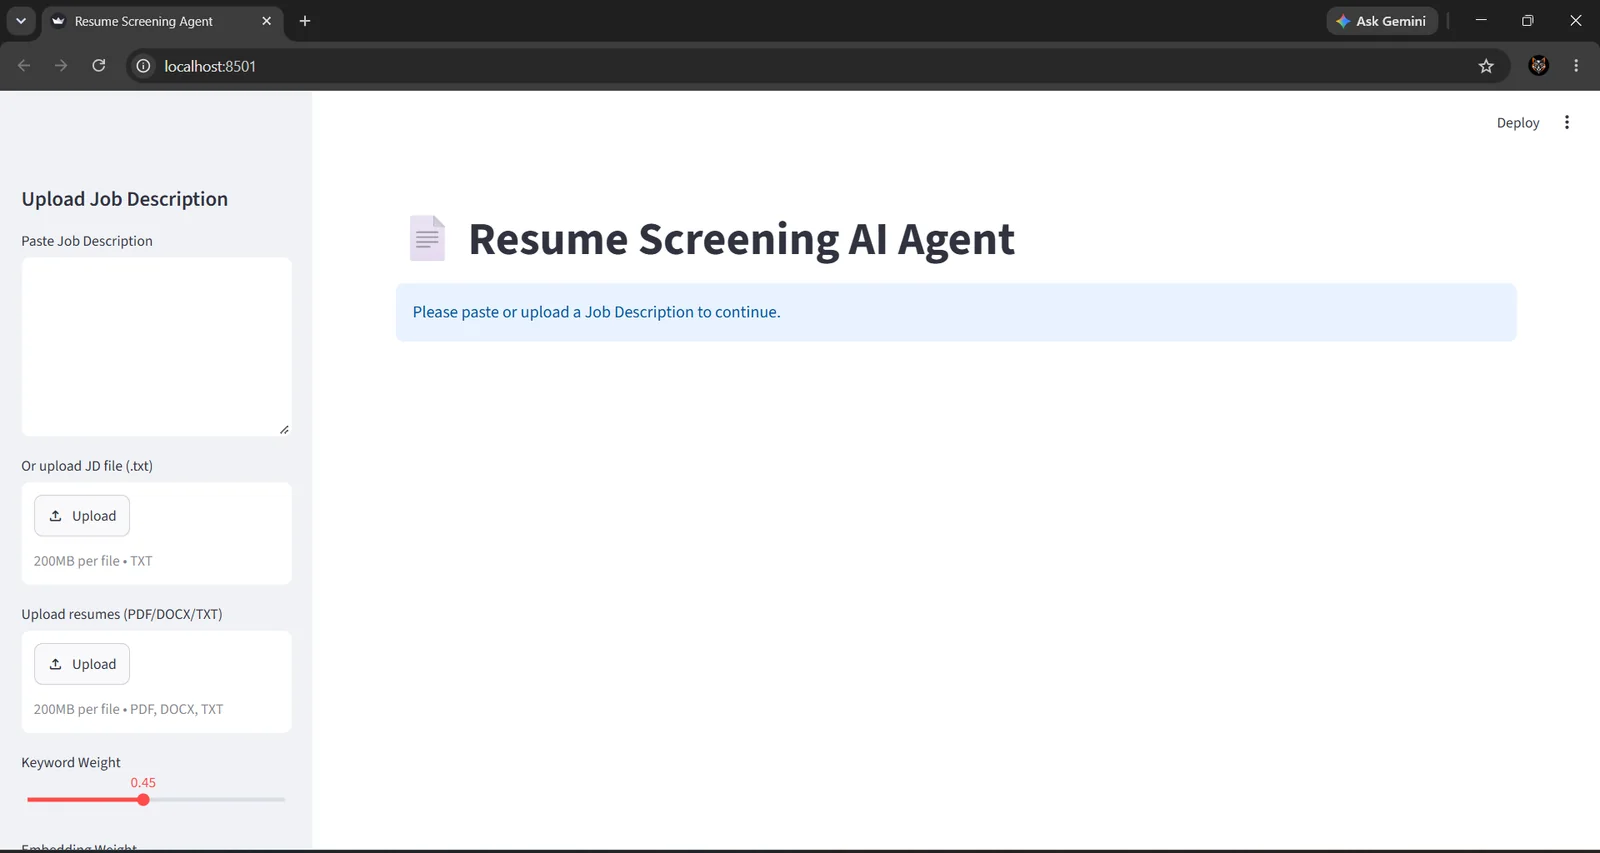 Resume Screening Agent
Ask Gemini
localhost:8501
Deploy
Upload Job Description
Paste Job Description
Or upload JD file (.txt)
Upload
200MB per file • TXT
Upload resumes (PDF/DOCX/TXT)
Upload
200MB per file • PDF, DOCX, TXT
Keyword Weight
0.45
Embedding Weight
Resume Screening AI Agent
Please paste or upload a Job Description to continue.